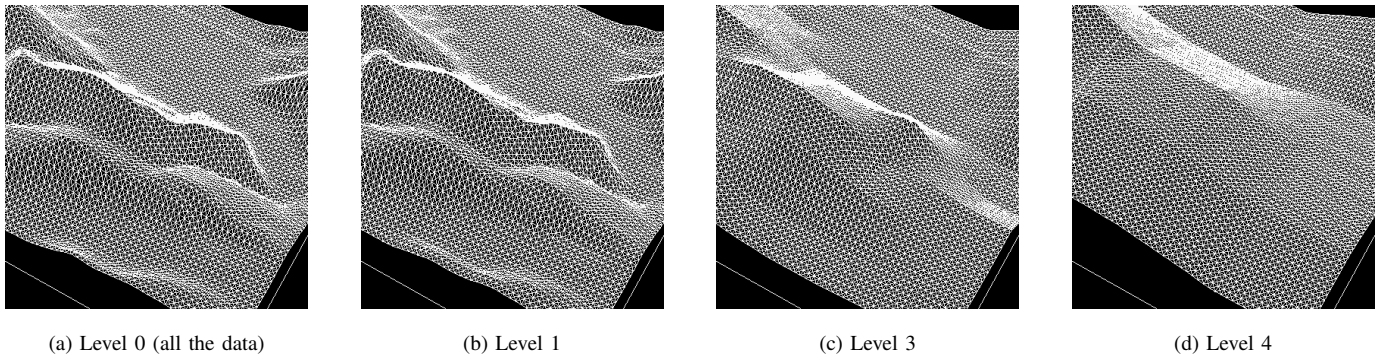 (a) Level 0 (all the data)
(b) Level 1
(c) Level 3
(d) Level 4